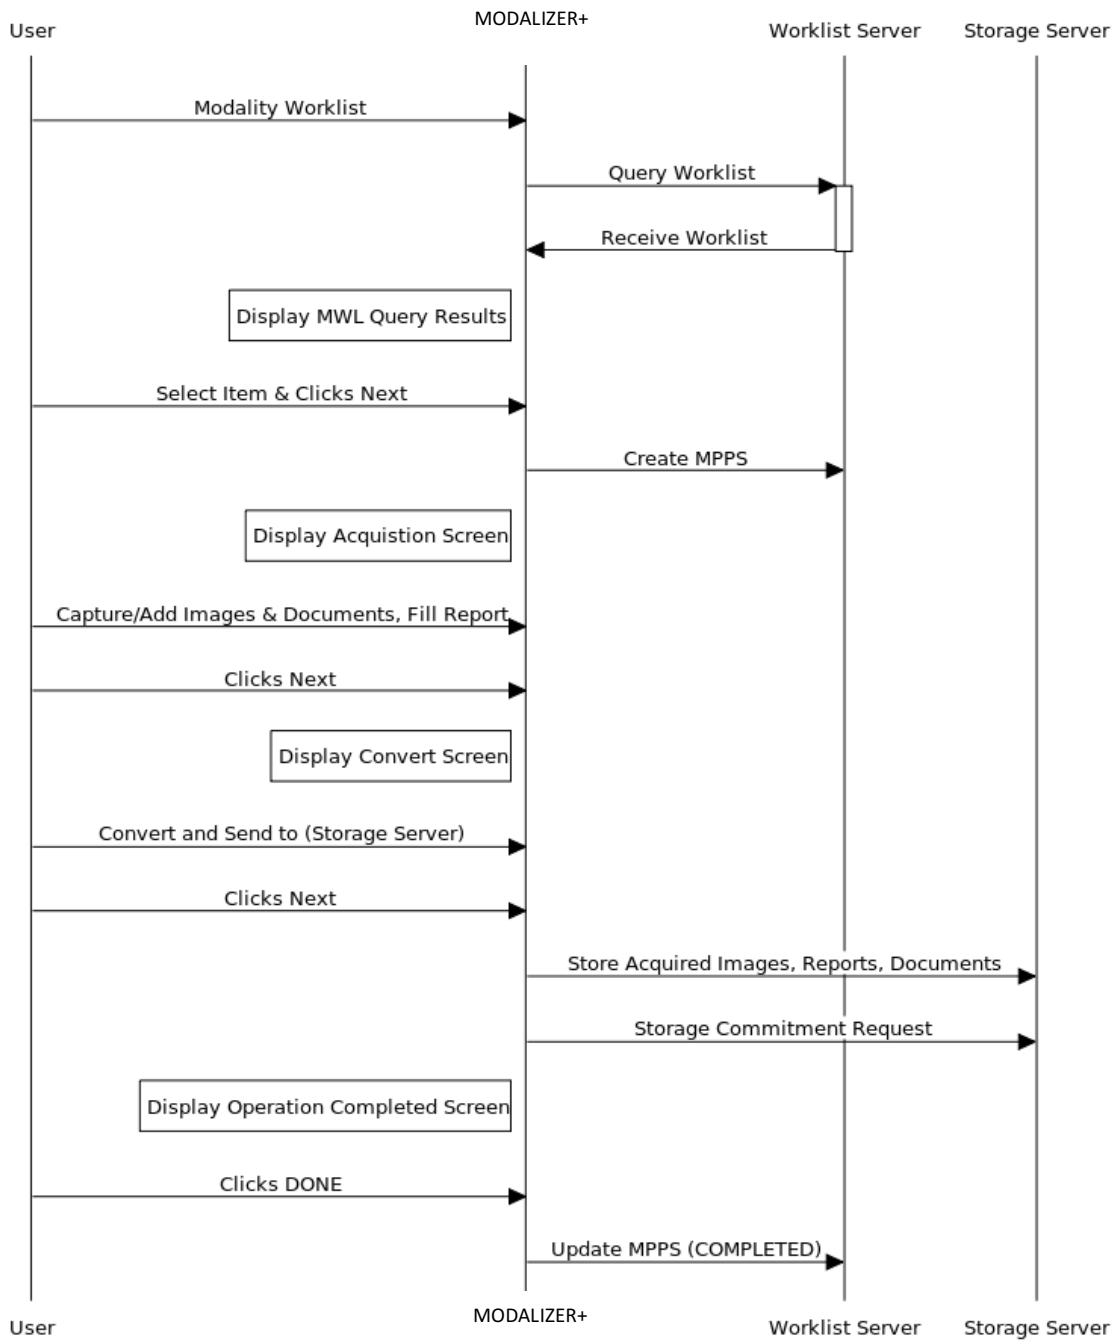 MODALIZER+
User
Worklist Server
Storage Server
Modality Worklist
Query Worklist
Receive Worklist
Display MWL Query Results
Select Item & Clicks Next
Create MPPS
Display Acquistion Screen
Capture/Add Images & Documents, Fill Report
Clicks Next
Display Convert Screen
Convert and Send to (Storage Server)
Clicks Next
Store Acquired Images, Reports, Documents
Storage Commitment Request
Display Operation Completed Screen
Clicks DONE
Update MPPS (COMPLETED)
MODALIZER+
User
Worklist Server
Storage Server